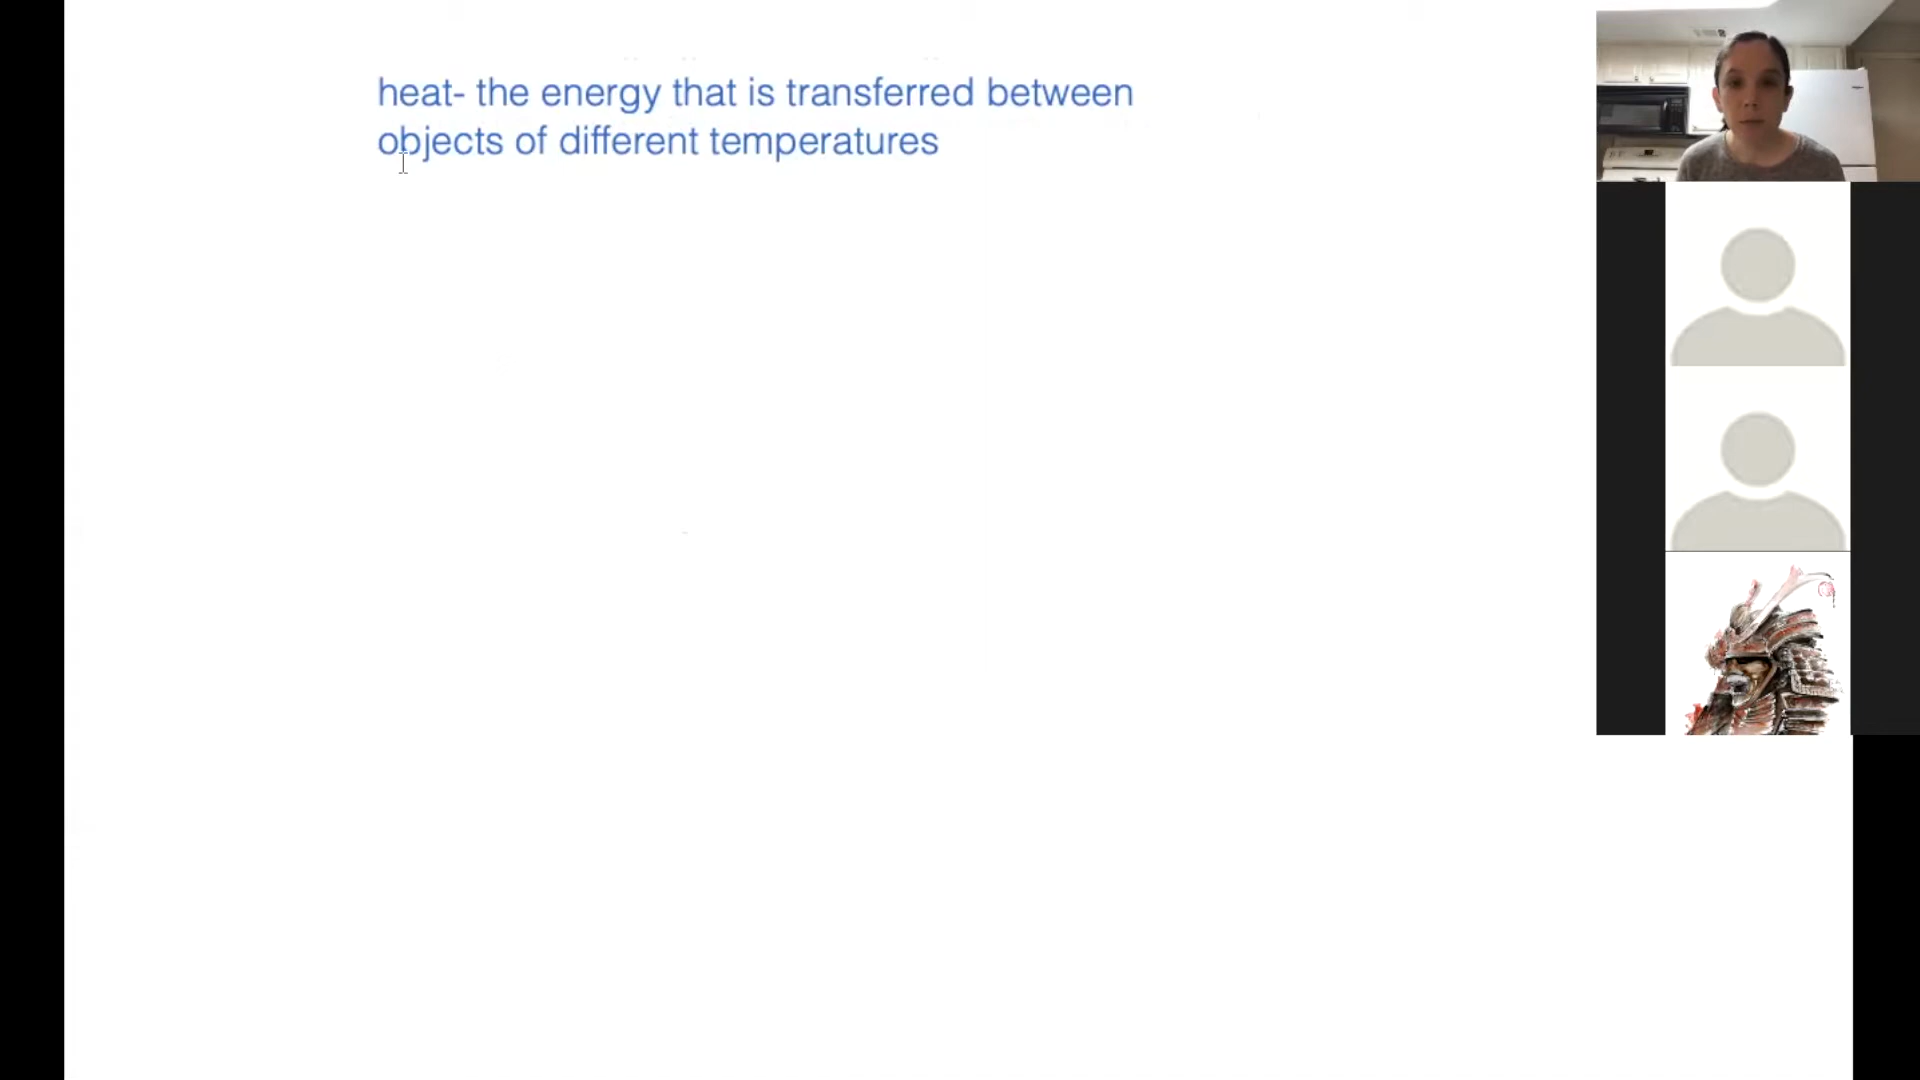 heat- the energy that is transferred between
objects of different temperatures